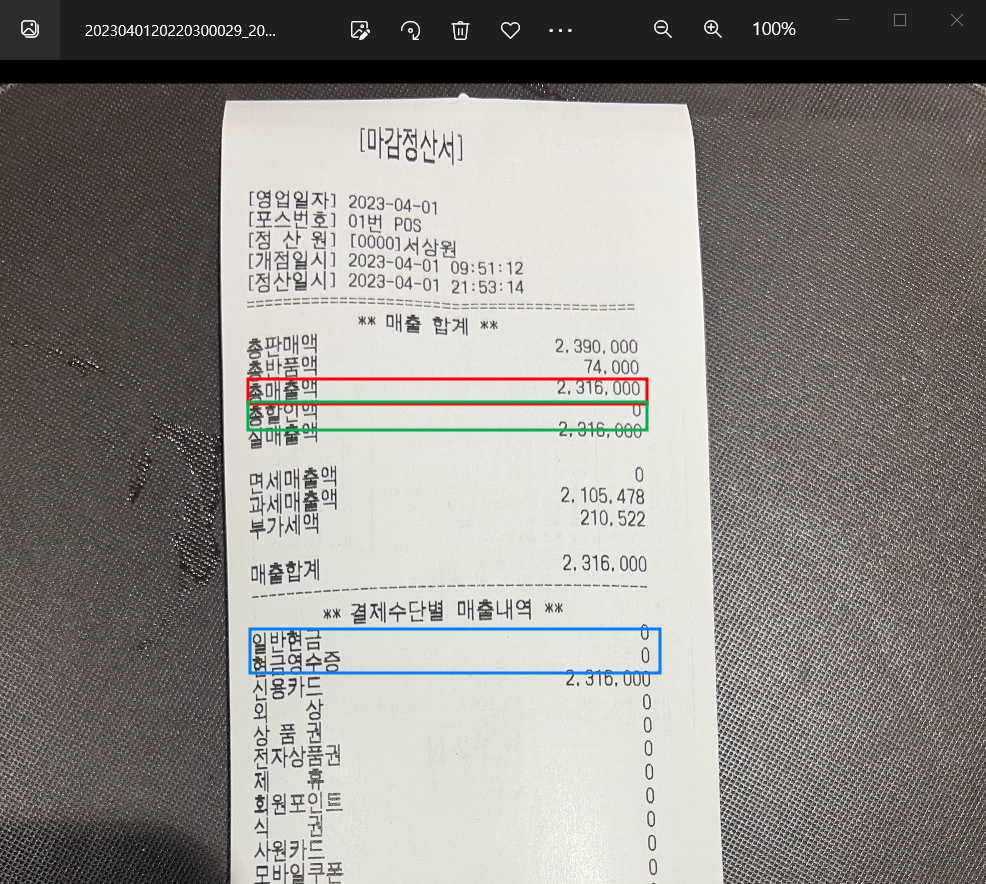 2023040120220300029_20...
100%
[마감정산서]
[영업일자] 2023-04-01
[포스번호] 01번 POS
[정 산 원] [0000]서상원
[개점일시] 2023-04-01 09:51:12
[정산일시] 2023-04-01 21:53:14
** 매출 합계 **
총판매액 2,390,000
총반품액 74,000
총매출액 2,316,000
총할인액 0
실매출액 2,316,000
면세매출액 0
과세매출액 2,105,478
부가세액 210,522
매출합계 2,316,000
** 결제수단별 매출내역 **
일반현금 0
현금영수증 0
신용카드 2,316,000
외 상 0
상 품 권 0
전자상품권 0
제 휴 0
회원포인트 0
식 권 0
사원카드 0
모바일쿠폰 0